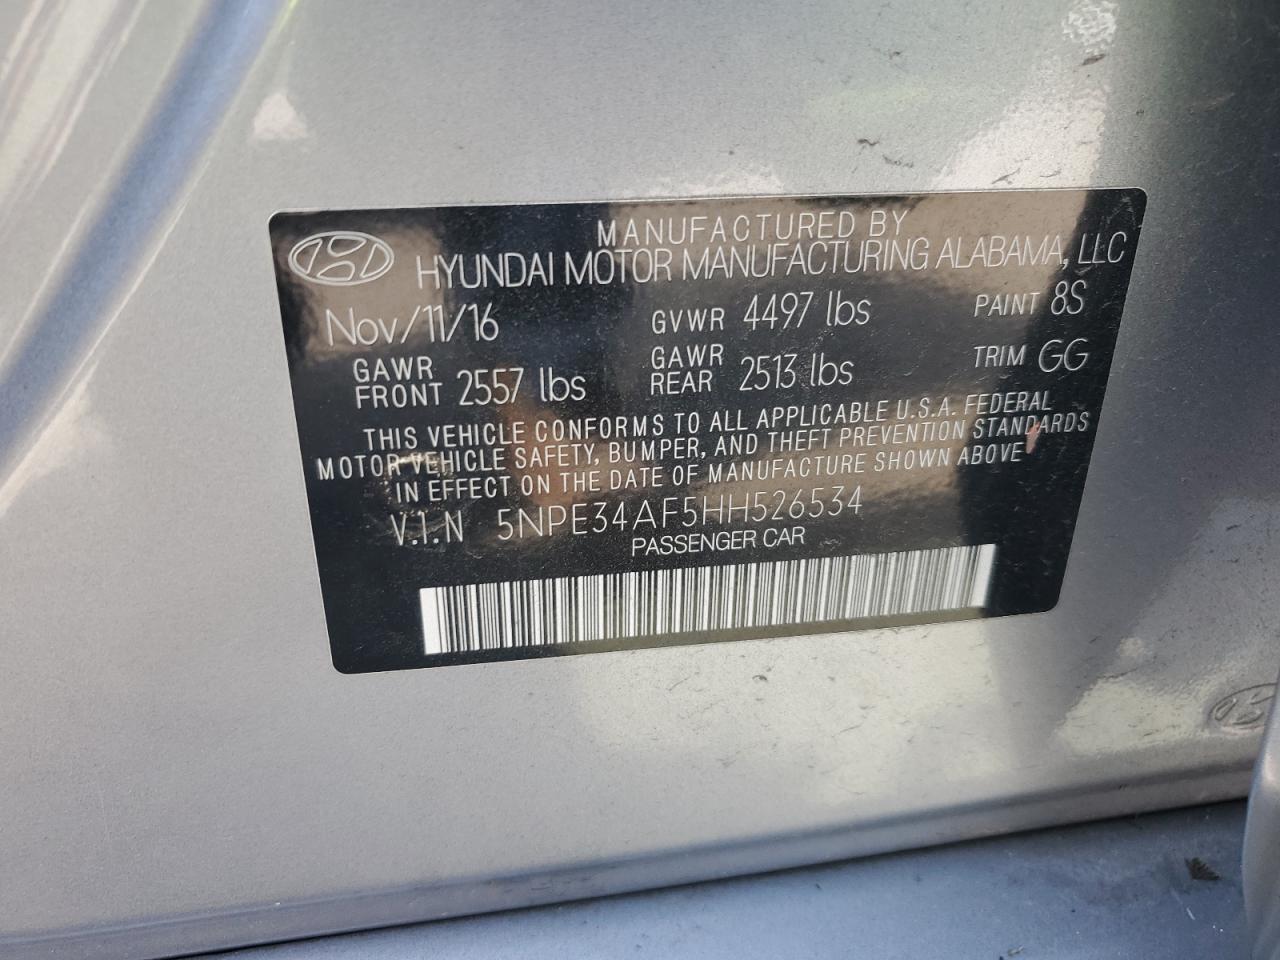 MANUFACTURED BY
HYUNDAI MOTOR MANUFACTURING ALABAMA, LLC
Nov/11/16 GVWR 4497 lbs PAINT 8S
GAWR FRONT 2557 lbs GAWR REAR 2513 lbs TRIM GG
THIS VEHICLE CONFORMS TO ALL APPLICABLE U.S.A. FEDERAL
MOTOR VEHICLE SAFETY, BUMPER, AND THEFT PREVENTION STANDARDS
IN EFFECT ON THE DATE OF MANUFACTURE SHOWN ABOVE
V.I.N 5NPE34AF5HH526534
PASSENGER CAR